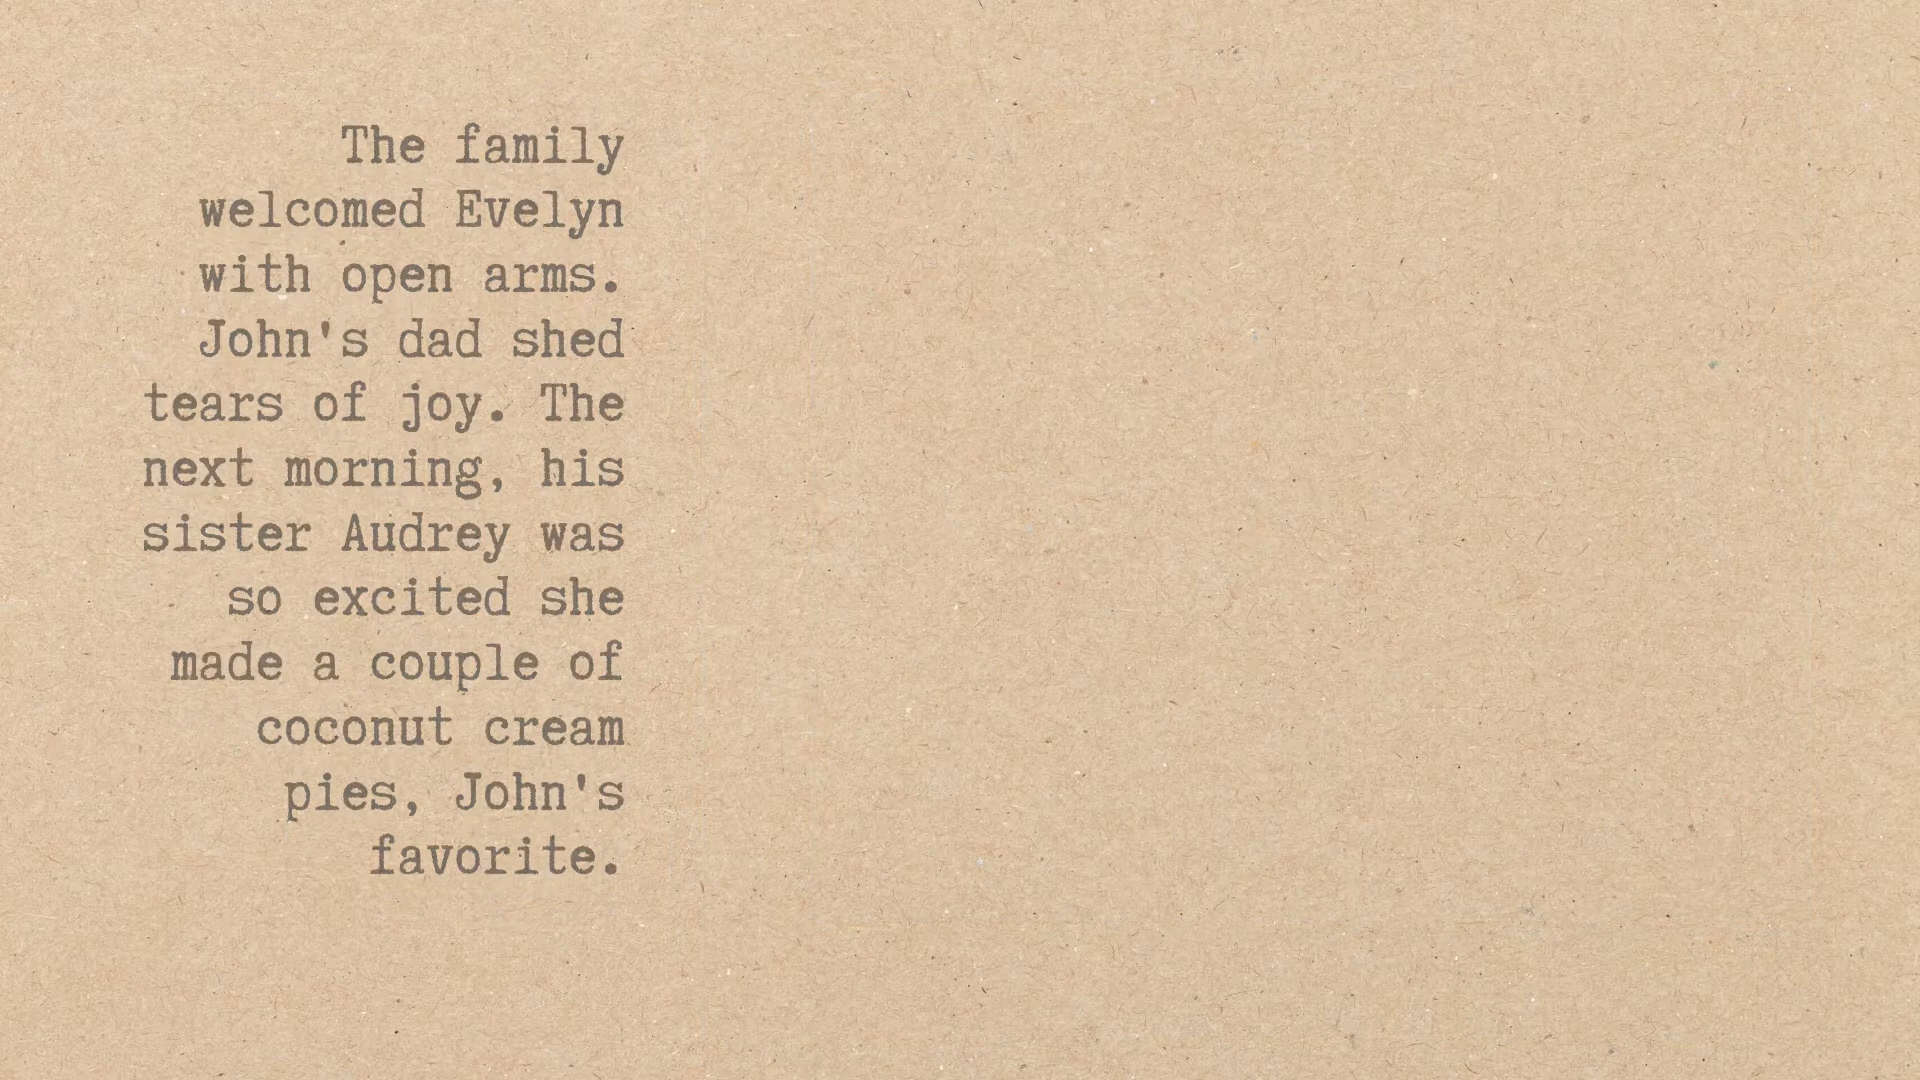 The family
welcomed Evelyn
with open arms.
John's dad shed
tears of joy. The
next morning, his
sister Audrey was
so excited she
made a couple of
coconut cream
pies, John's
favorite.